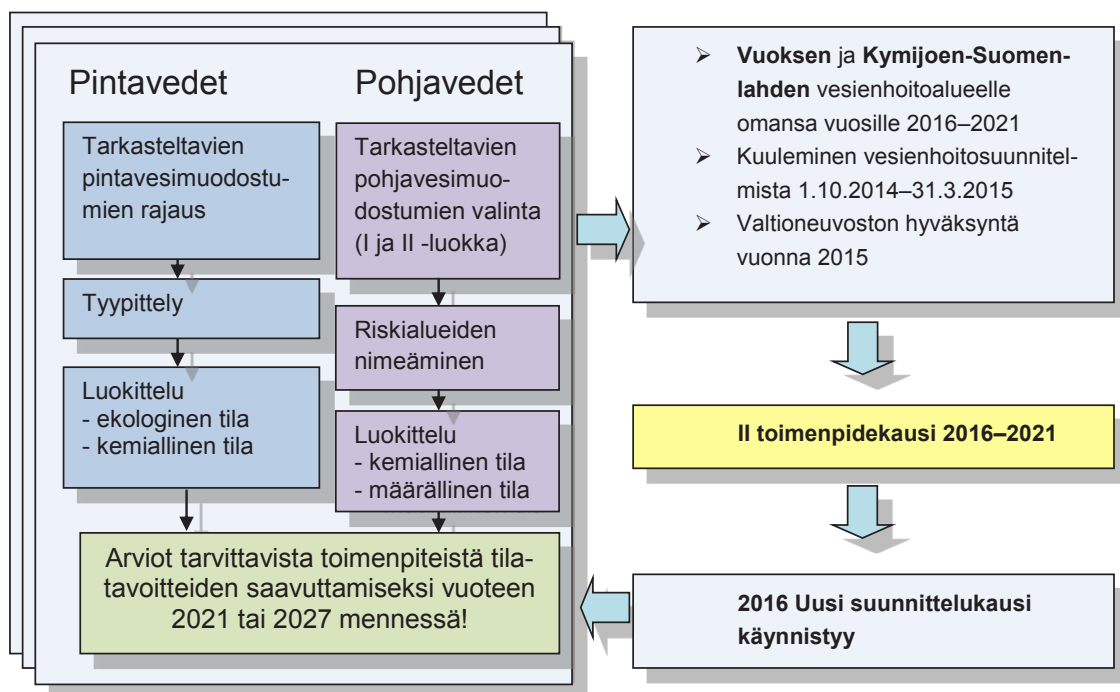 Pintavedet
Tarkasteltavien
pintavesimuodostu-
mien rajaus
Tyypittely
Luokittelu
- ekologinen tila
- kemiallinen tila
Pohjavedet
Tarkasteltavien
pohjavesimuo-
dostumien valinta
(I ja II -luokka)
Riskialueiden
nimeäminen
Luokittelu
- kemiallinen tila
- määrällinen tila
Arviot tarvittavista toimenpiteistä tila-
tavoitteiden saavuttamiseksi vuoteen
2021 tai 2027 mennessä!
➢ Vuoksen ja Kymijoen-Suomen-
lahden vesienhoitoalueelle
omansa vuosille 2016–2021
➢ Kuuleminen vesienhoitosuunnitel-
mista 1.10.2014–31.3.2015
➢ Valtioneuvoston hyväksyntä
vuonna 2015
II toimenpidekausi 2016–2021
2016 Uusi suunnittelukausi
käynnistyy